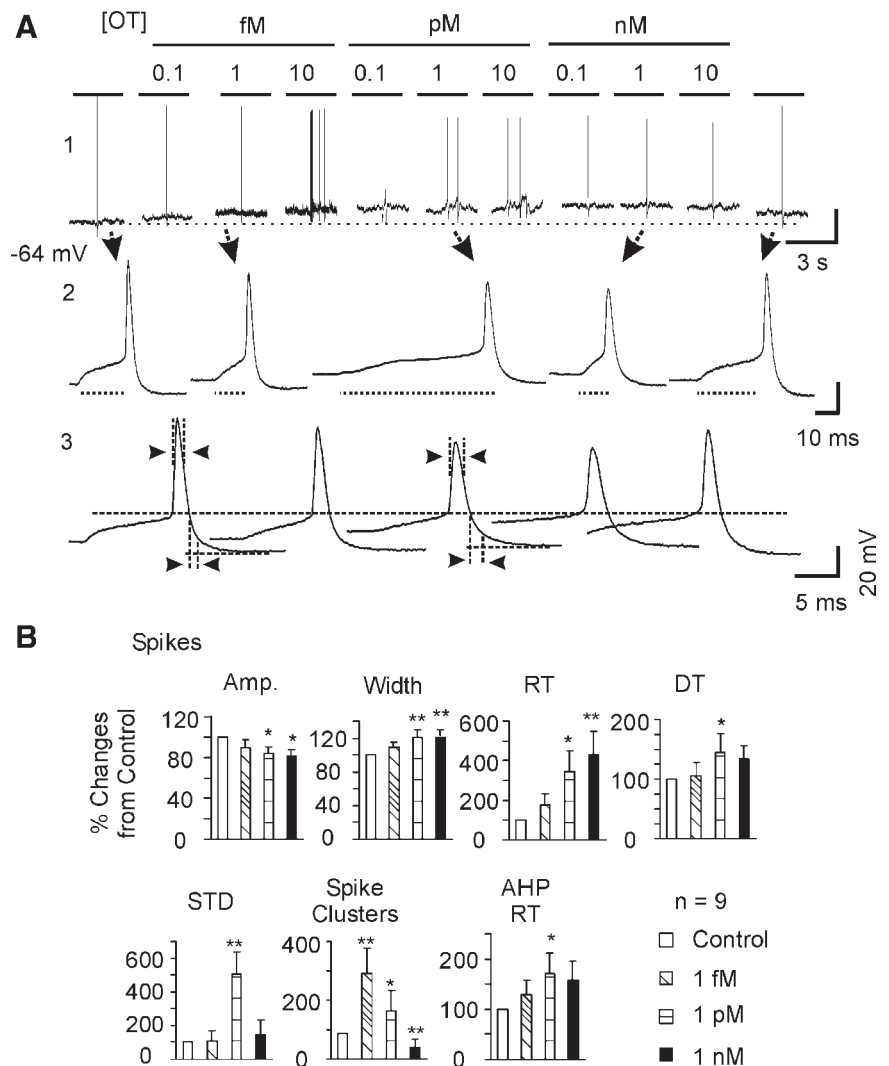 A
[OT] fM pM nM
0.1 1 10 0.1 1 10 0.1 1 10
1
-64 mV
3 s
2
10 ms
3
20 mV
5 ms
B
Spikes
Amp. Width RT DT
% Changes from Control
120
80
40
0
120
80
40
0
600
400
200
0
200
100
0
* *
** **
* **
*
STD
Spike Clusters
AHP RT
n = 9
600
400
200
0
400
200
0
200
100
0
**
** * **
*
Control
1 fM
1 pM
1 nM